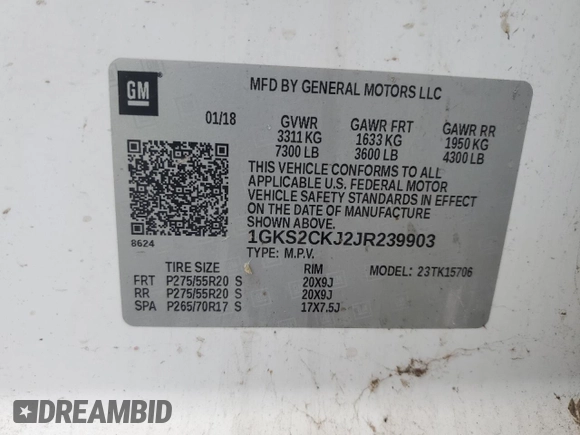 GM
MFD BY GENERAL MOTORS LLC
01/18
GVWR
3311 KG
7300 LB
GAWR FRT
1633 KG
3600 LB
GAWR RR
1950 KG
4300 LB
THIS VEHICLE CONFORMS TO ALL
APPLICABLE U.S. FEDERAL MOTOR
VEHICLE SAFETY STANDARDS IN EFFECT
ON THE DATE OF MANUFACTURE
SHOWN ABOVE.
1GKS2CKJ2JR239903
TYPE: M.P.V.
8624
TIRE SIZE
RIM
MODEL: 23TK15706
FRT P275/55R20 S 20X9J
RR P275/55R20 S 20X9J
SPA P265/70R17 S 17X7.5J
DREAMBID